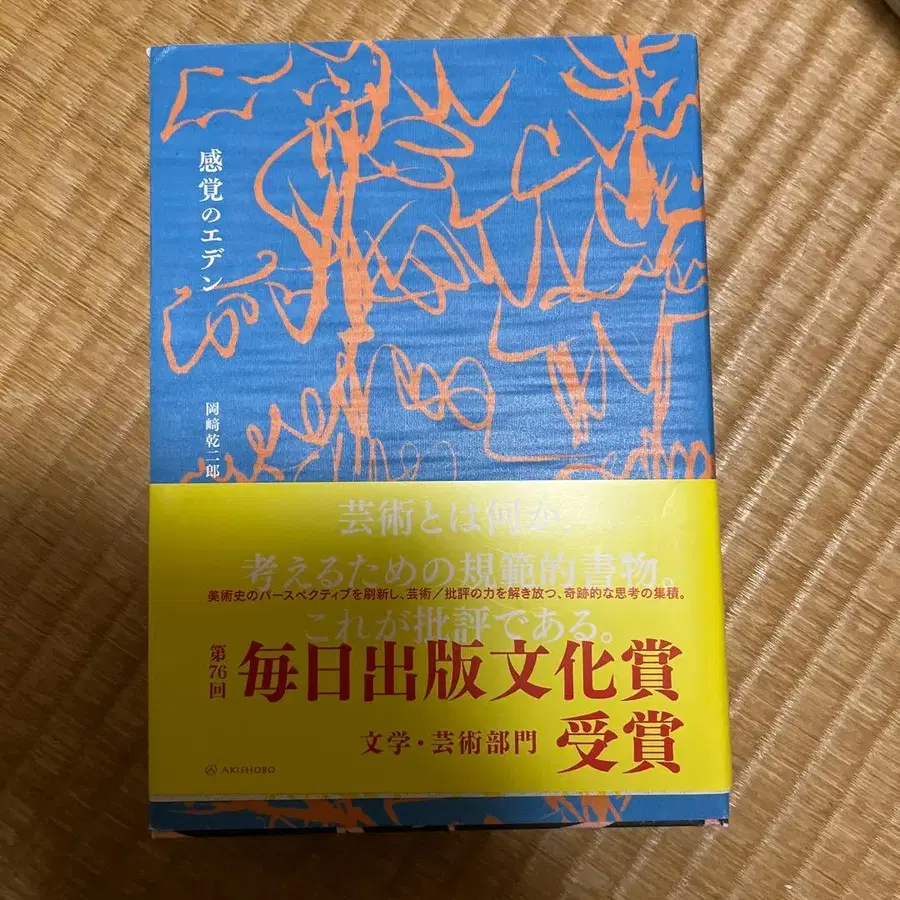 感覚のエデン
岡﨑乾二郎
芸術とは何か。
考えるための規範的書物。
美術史のパースペクティブを刷新し、芸術／批評の力を解き放つ、奇跡的な思考の集積。
これが批評である。
第76回
毎日出版文化賞
文学・芸術部門
受賞
AKISHOBO